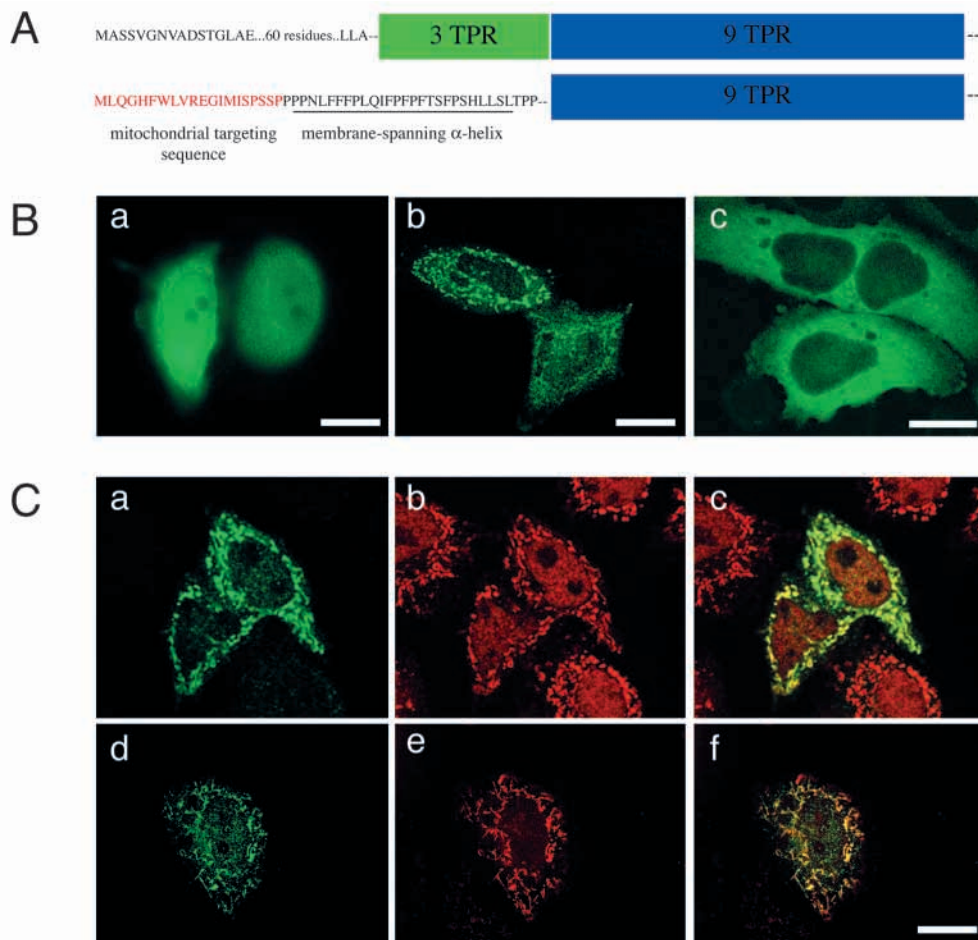 A
MASSVGNVADSTGLAE...60 residues..LLA-- 3 TPR 9 TPR --
MLQGHFWLVREGIMISPSSPPPPNLFFFPLQIFPFPFTSFPSHLLSLTPP-- 9 TPR --
mitochondrial targeting sequence membrane-spanning α-helix
B
a b c
C
a b c
d e f